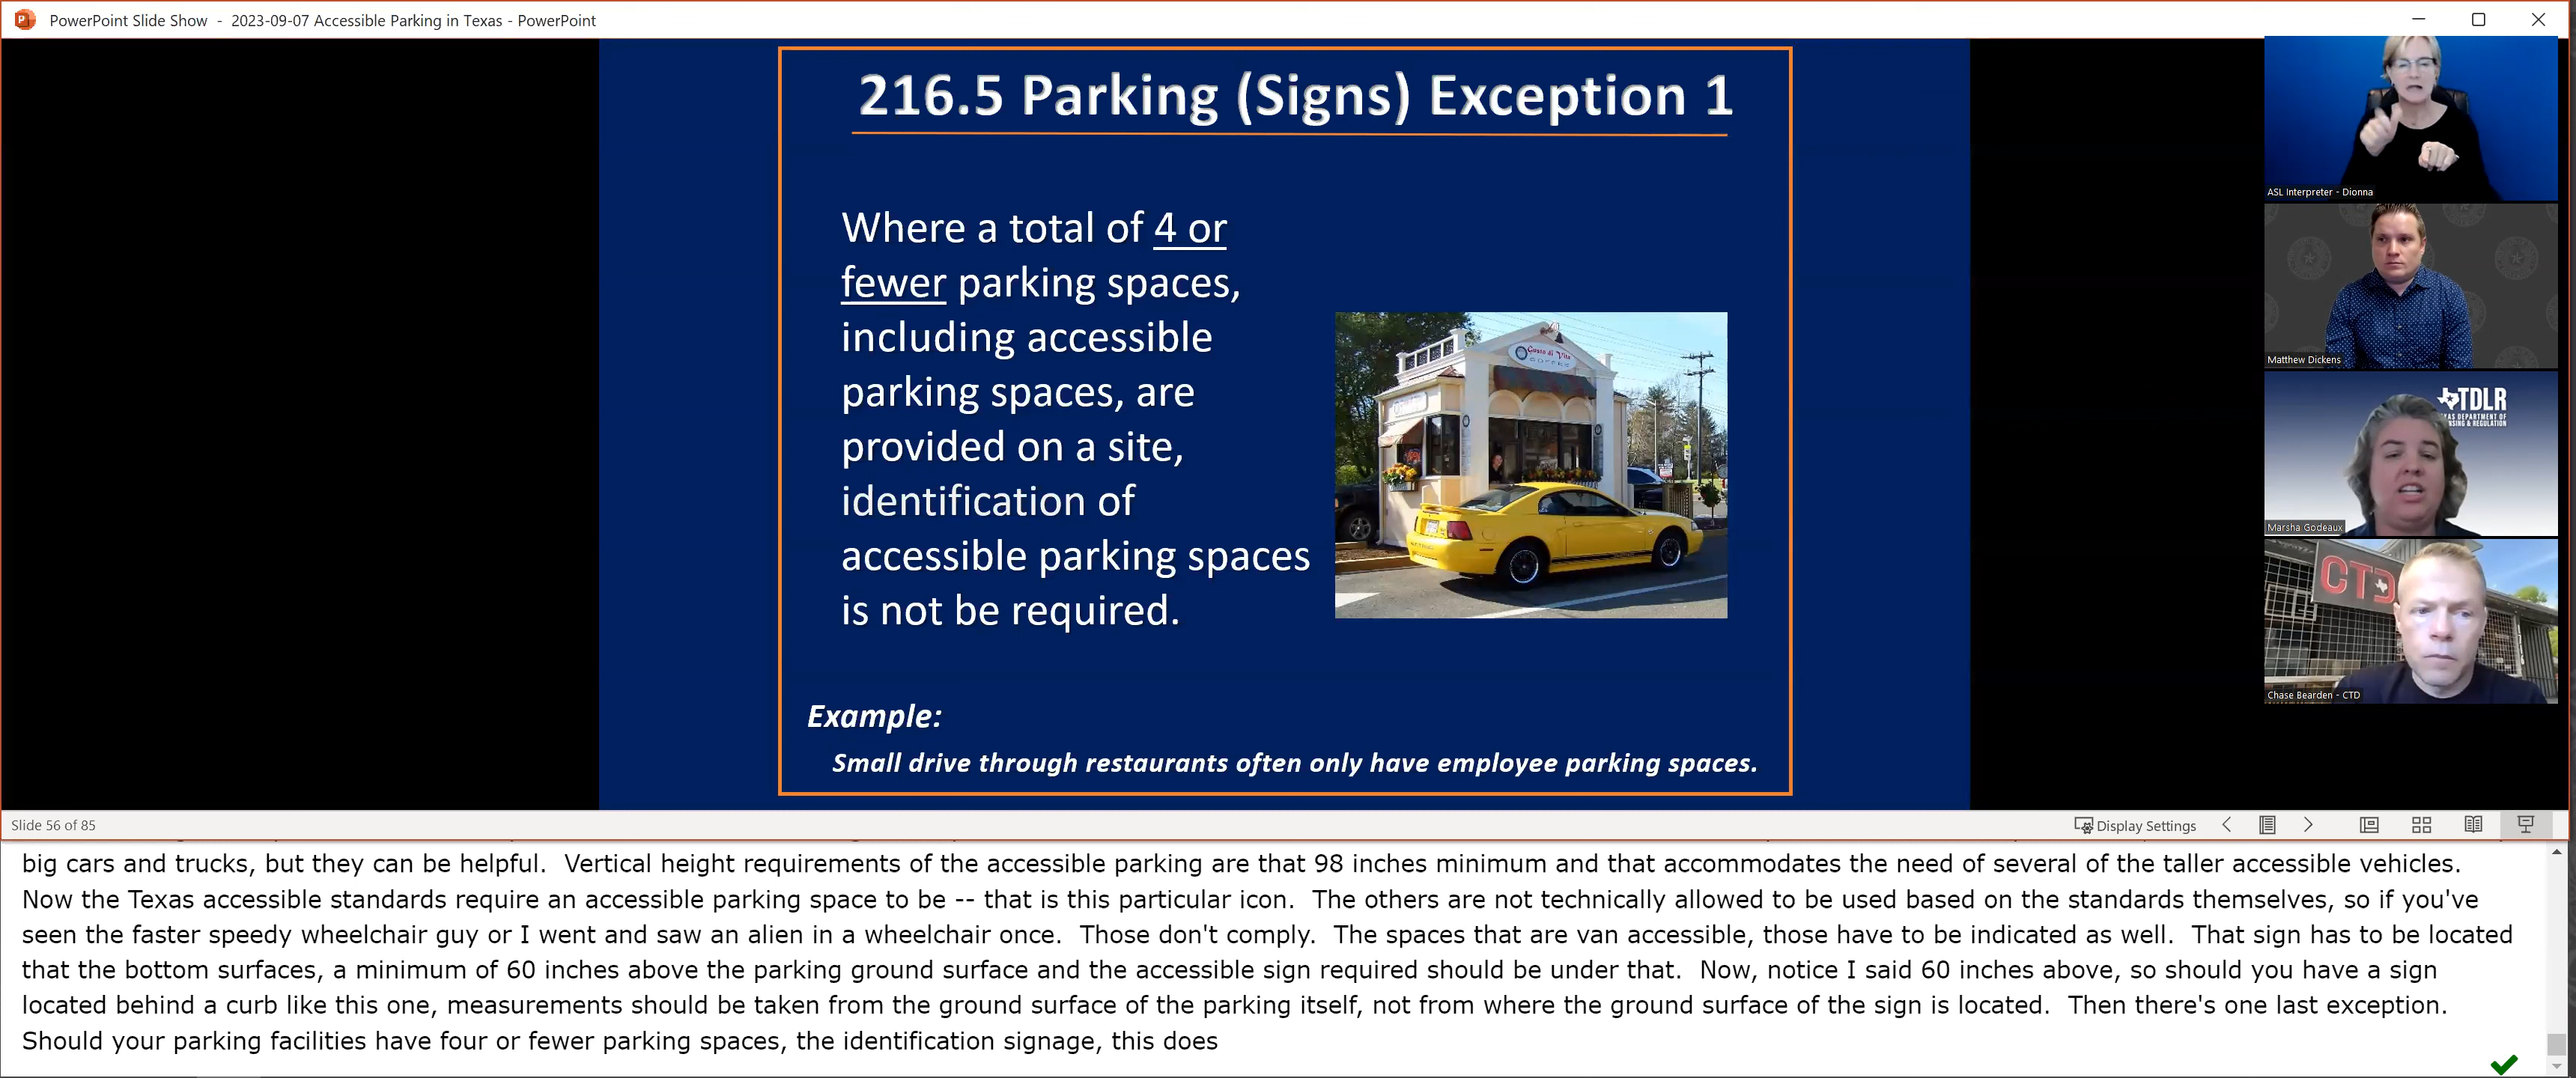 PowerPoint Slide Show - 2023-09-07 Accessible Parking in Texas - PowerPoint
216.5 Parking (Signs) Exception 1
Where a total of 4 or
fewer parking spaces,
including accessible
parking spaces, are
provided on a site,
identification of
accessible parking spaces
is not be required.
Example:
Small drive through restaurants often only have employee parking spaces.
ASL Interpreter - Dionna
Matthew Dickens
TDLR
Marsha Godeaux
CTD
Chase Bearden - CTD
Slide 56 of 85
Display Settings
big cars and trucks, but they can be helpful.  Vertical height requirements of the accessible parking are that 98 inches minimum and that accommodates the need of several of the taller accessible vehicles.
Now the Texas accessible standards require an accessible parking space to be -- that is this particular icon.  The others are not technically allowed to be used based on the standards themselves, so if you've
seen the faster speedy wheelchair guy or I went and saw an alien in a wheelchair once.  Those don't comply.  The spaces that are van accessible, those have to be indicated as well.  That sign has to be located
that the bottom surfaces, a minimum of 60 inches above the parking ground surface and the accessible sign required should be under that.  Now, notice I said 60 inches above, so should you have a sign
located behind a curb like this one, measurements should be taken from the ground surface of the parking itself, not from where the ground surface of the sign is located.  Then there's one last exception.
Should your parking facilities have four or fewer parking spaces, the identification signage, this does